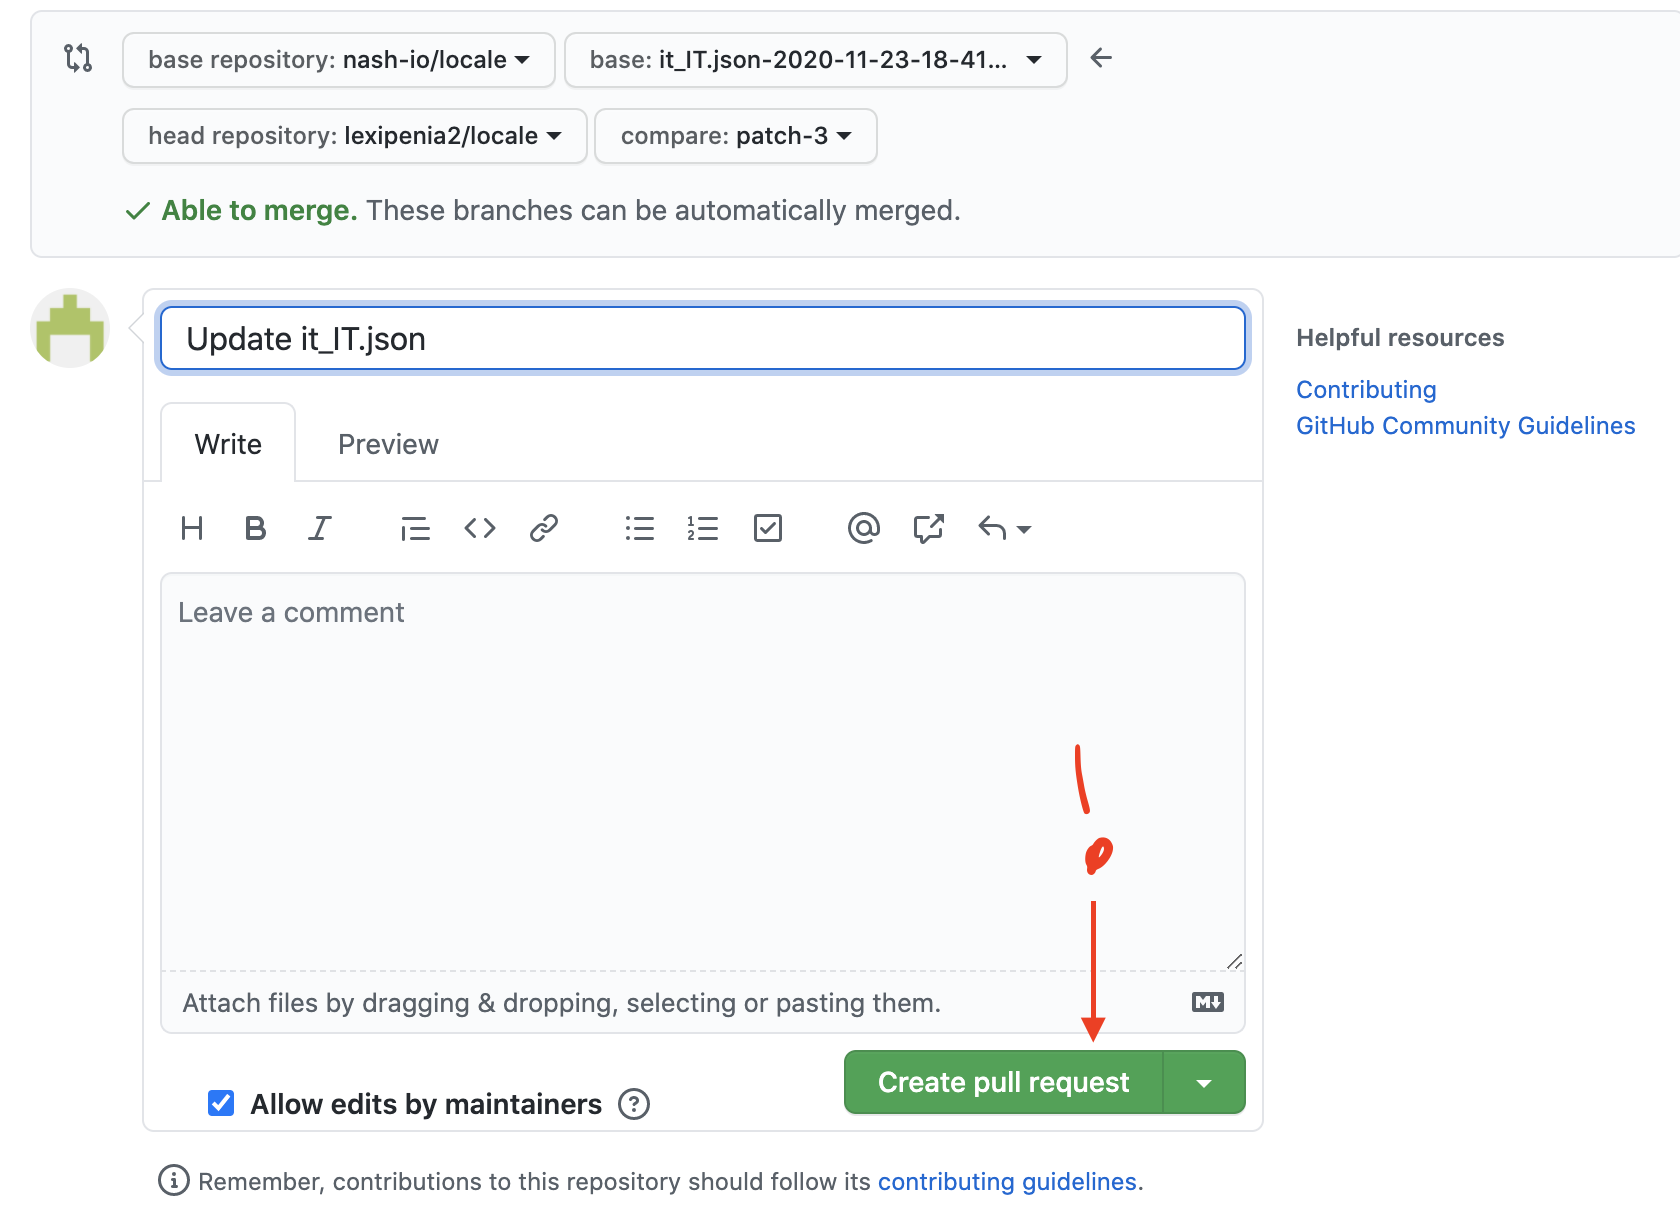 base repository: nash-io/locale base: it_IT.json-2020-11-23-18-41...
head repository: lexipenia2/locale compare: patch-3
Able to merge. These branches can be automatically merged.
Update it_IT.json
Helpful resources
Contributing
GitHub Community Guidelines
Write Preview
Leave a comment
Attach files by dragging & dropping, selecting or pasting them.
Create pull request
Allow edits by maintainers
Remember, contributions to this repository should follow its contributing guidelines.